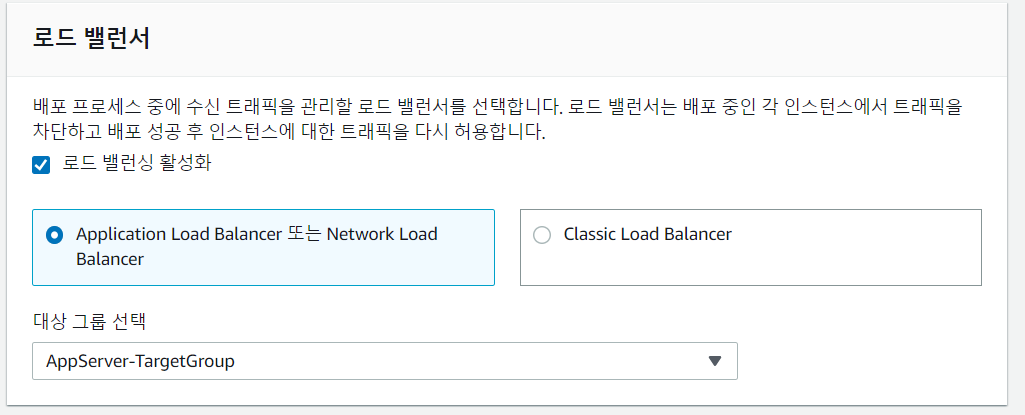 로드 밸런서
배포 프로세스 중에 수신 트래픽을 관리할 로드 밸런서를 선택합니다. 로드 밸런서는 배포 중인 각 인스턴스에서 트래픽을
차단하고 배포 성공 후 인스턴스에 대한 트래픽을 다시 허용합니다.
로드 밸런싱 활성화
Application Load Balancer 또는 Network Load
Balancer
Classic Load Balancer
대상 그룹 선택
AppServer-TargetGroup